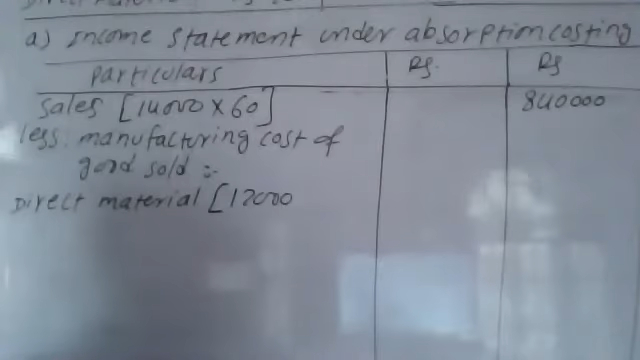 a) Income statement under absorption costing
Particulars Rs. Rs
Sales [14000 x 60] 840000
less: manufacturing cost of
good sold :-
Direct material [12000